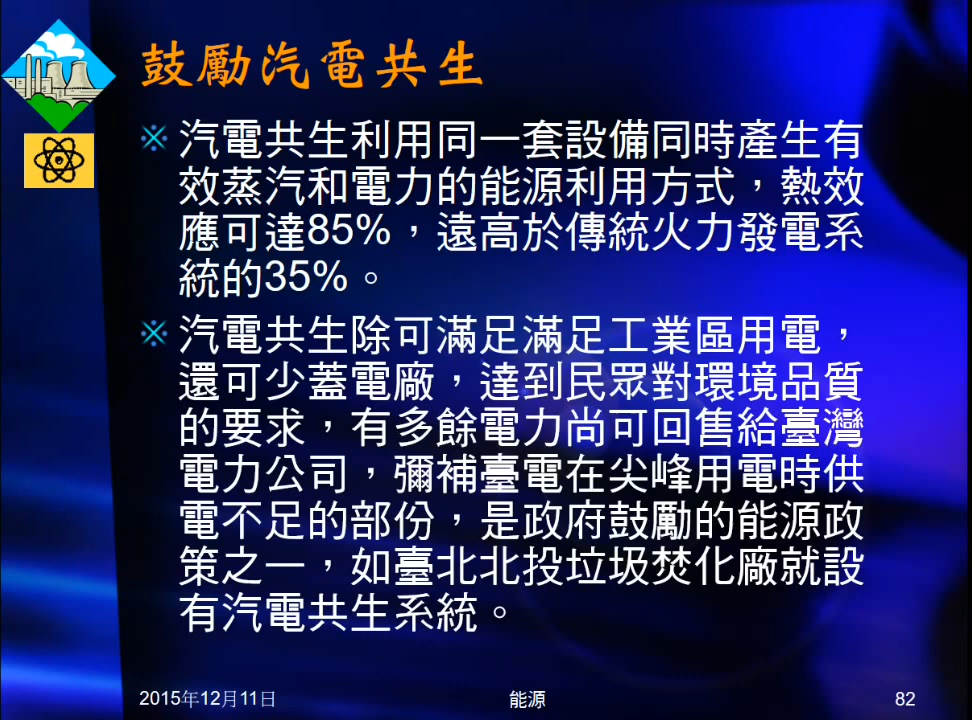 鼓勵汽電共生
※汽電共生利用同一套設備同時產生有
效蒸汽和電力的能源利用方式，熱效
應可達85%，遠高於傳統火力發電系
統的35%。
※汽電共生除可滿足滿足工業區用電，
還可少蓋電廠，達到民眾對環境品質
的要求，有多餘電力尚可回售給臺灣
電力公司，彌補臺電在尖峰用電時供
電不足的部份，是政府鼓勵的能源政
策之一，如臺北北投垃圾焚化廠就設
有汽電共生系統。
2015年12月11日 能源 82